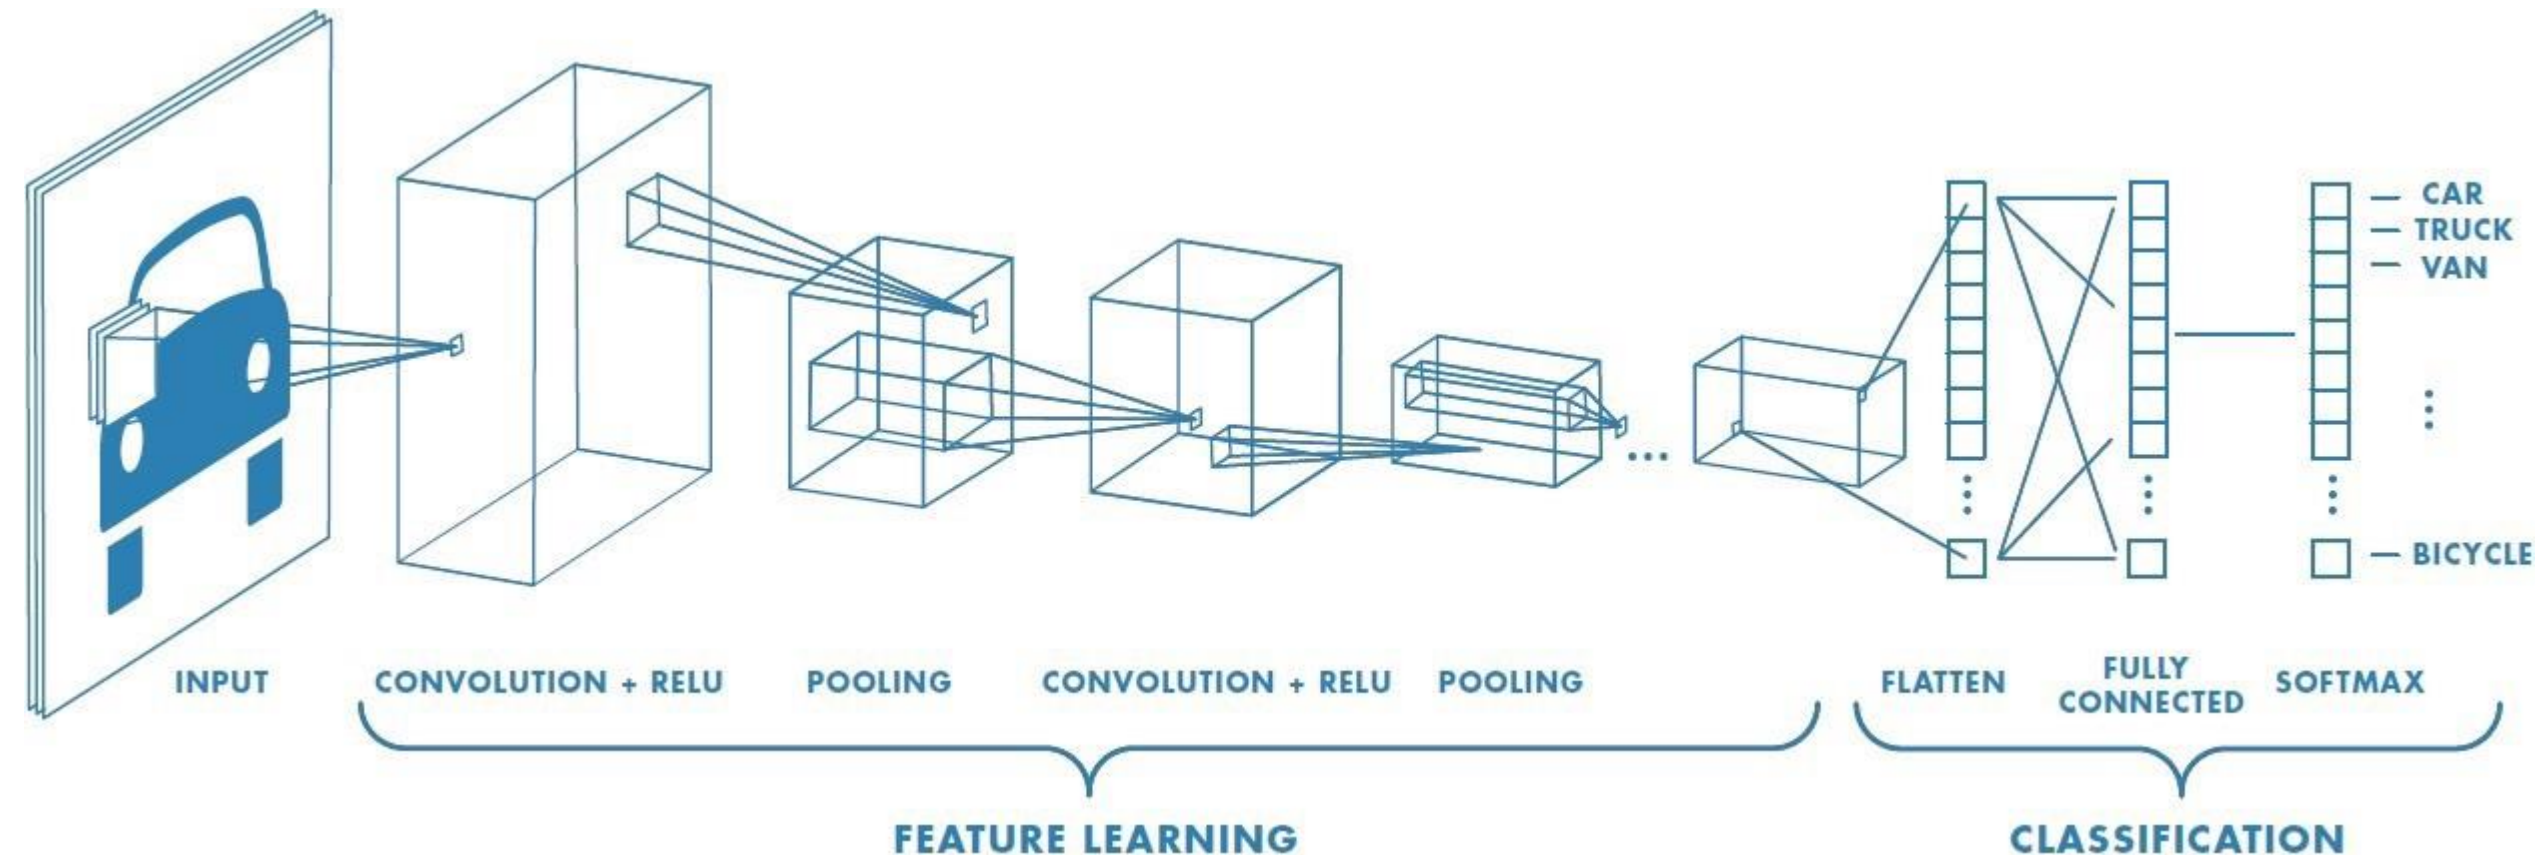 CAR
TRUCK
VAN
BICYCLE
INPUT
CONVOLUTION + RELU
POOLING
CONVOLUTION + RELU
POOLING
FLATTEN
FULLY
CONNECTED
SOFTMAX
FEATURE LEARNING
CLASSIFICATION